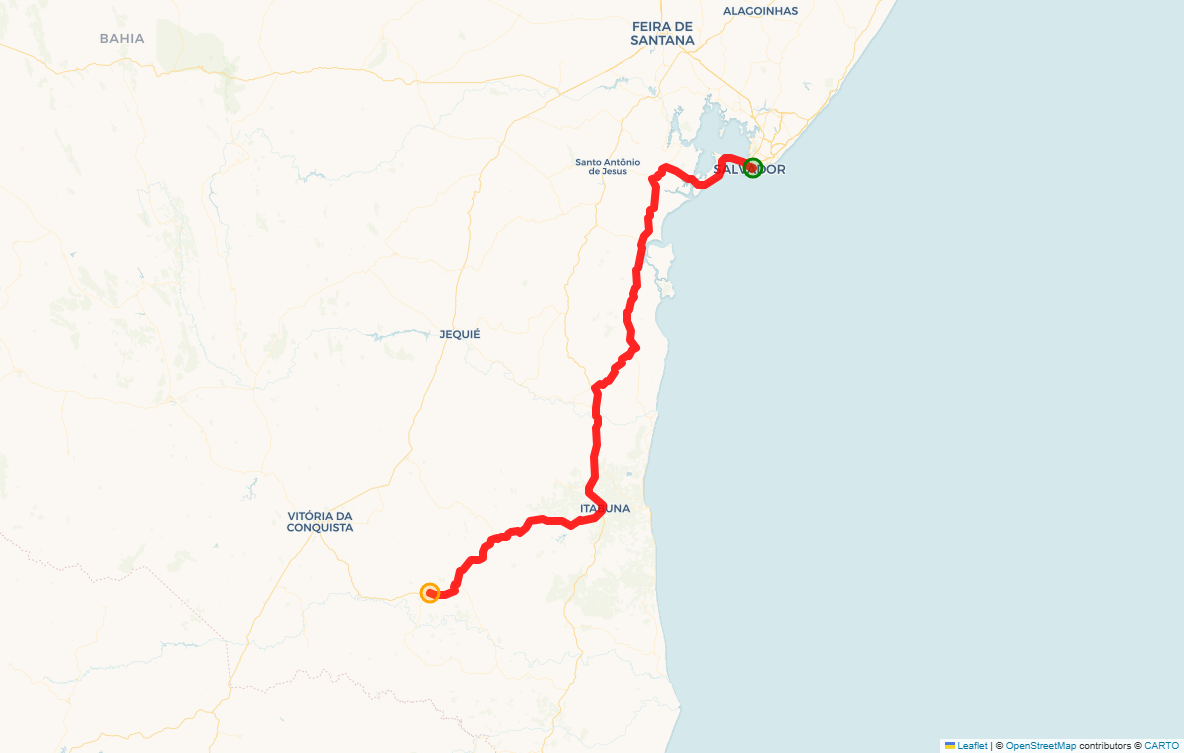 ALAGOINHAS
FEIRA DE
SANTANA
BAHIA
Santo Antônio
de Jesus
SALVADOR
JEQUIÉ
ITABUNA
VITÓRIA DA
CONQUISTA
Leaflet | © OpenStreetMap contributors © CARTO